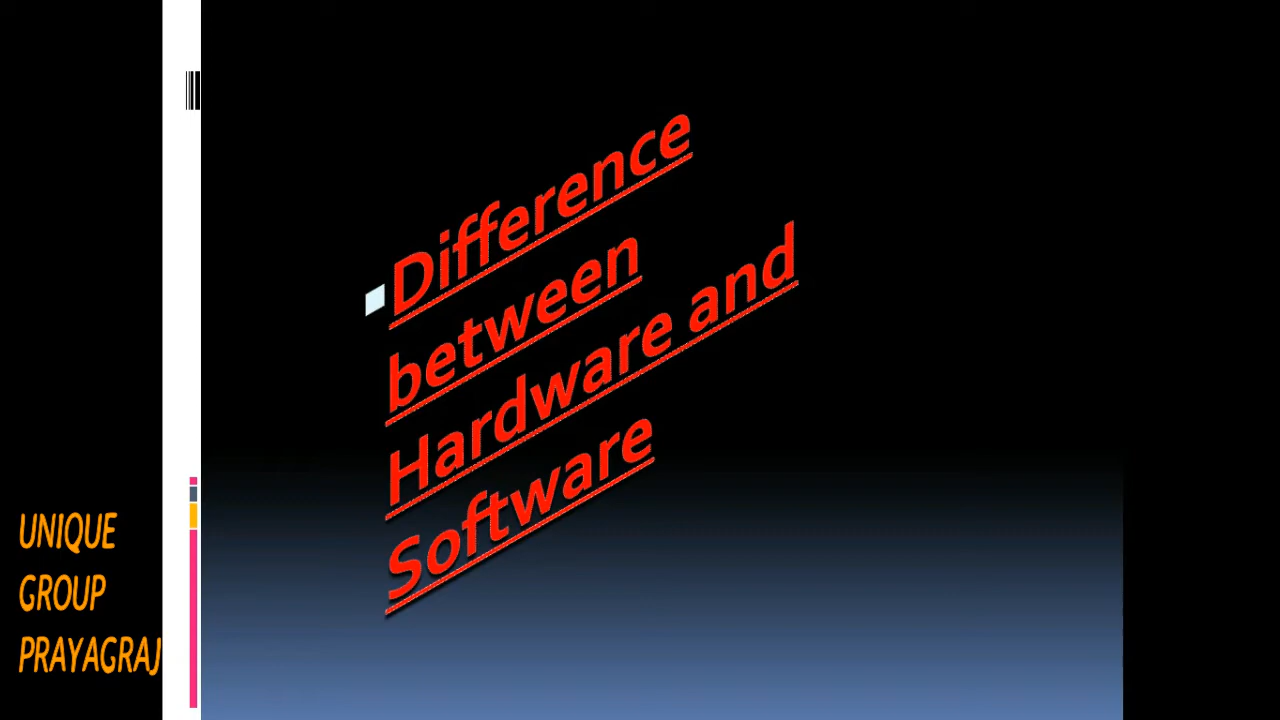 Difference
between
Hardware and
Software
UNIQUE
GROUP
PRAYAGRAJ